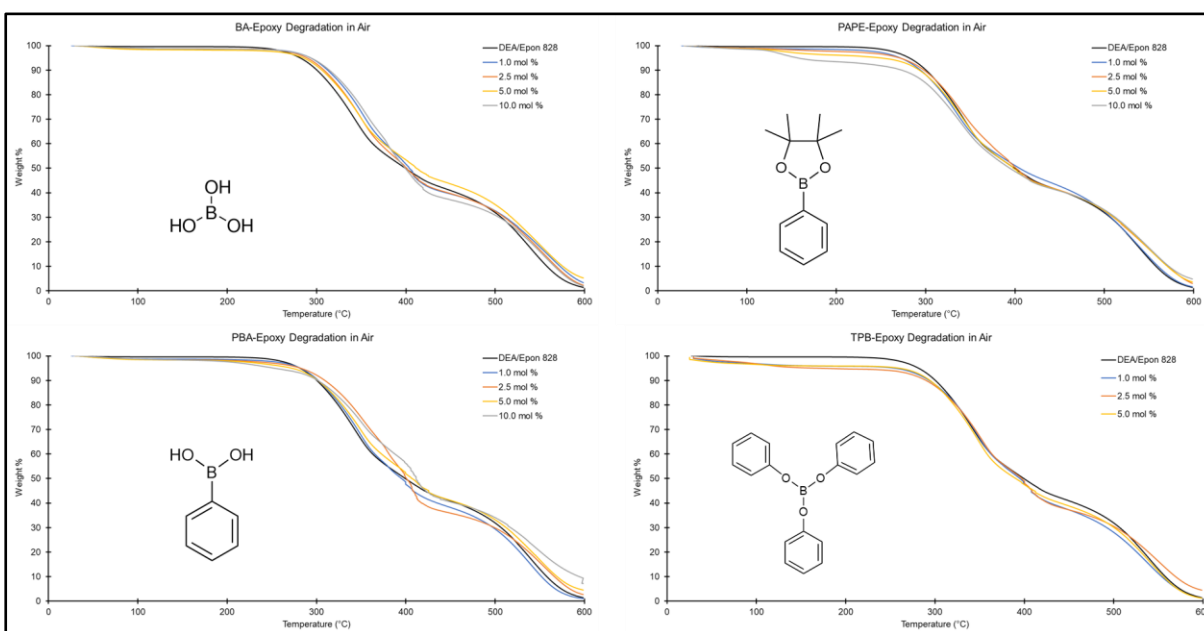 BA-Epoxy Degradation in Air
100
90
80
70
60
50
40
30
20
10
0
Weight %
DEA/Epon 828
1.0 mol %
2.5 mol %
5.0 mol %
10.0 mol %
OH
B
HO
OH
100
200
300
400
500
600
Temperature (°C)
PAPE-Epoxy Degradation in Air
100
90
80
70
60
50
40
30
20
10
0
Weight %
DEA/Epon 828
1.0 mol %
2.5 mol %
5.0 mol %
10.0 mol %
O
O
B
0
100
200
300
400
500
600
Temperature (°C)
PBA-Epoxy Degradation in Air
100
90
80
70
60
50
40
30
20
10
0
Weight %
DEA/Epon 828
1.0 mol %
2.5 mol %
5.0 mol %
10.0 mol %
HO
OH
B
100
200
300
400
500
600
Temperature (°C)
TPB-Epoxy Degradation in Air
100
90
80
70
60
50
40
30
20
10
0
Weight %
DEA/Epon 828
1.0 mol %
2.5 mol %
5.0 mol %
O
O
B
O
0
100
200
300
400
500
600
Temperature (°C)